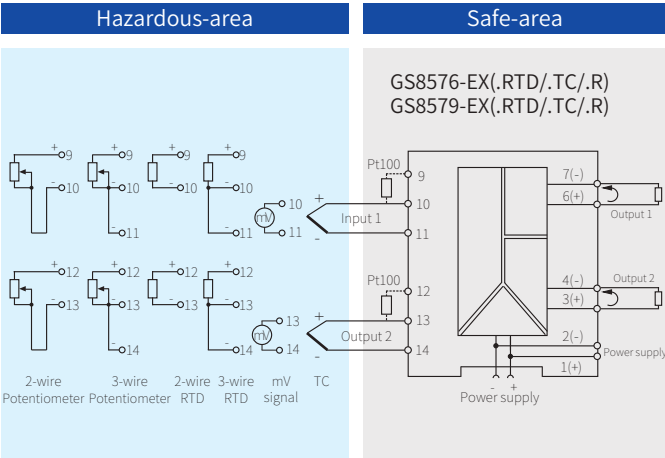 Hazardous-area
Safe-area
GS8576-EX(.RTD/.TC/.R)
GS8579-EX(.RTD/.TC/.R)
+ 9
- 10
+ 9
- 10
- 11
+ 9
- 10
+ 9
- 10
- 11
mV
10
11
+
-
Input 1
Pt100
9
10
11
7(-)
6(+)
Output 1
+ 12
- 13
+ 12
- 13
- 14
+ 12
- 13
+ 12
- 13
- 14
mV
13
14
+
-
Output 2
Pt100
12
13
14
4(-)
3(+)
Output 2
2(-)
1(+)
Power supply
- +
Power supply
2-wire Potentiometer
3-wire Potentiometer
2-wire RTD
3-wire RTD
mV signal
TC